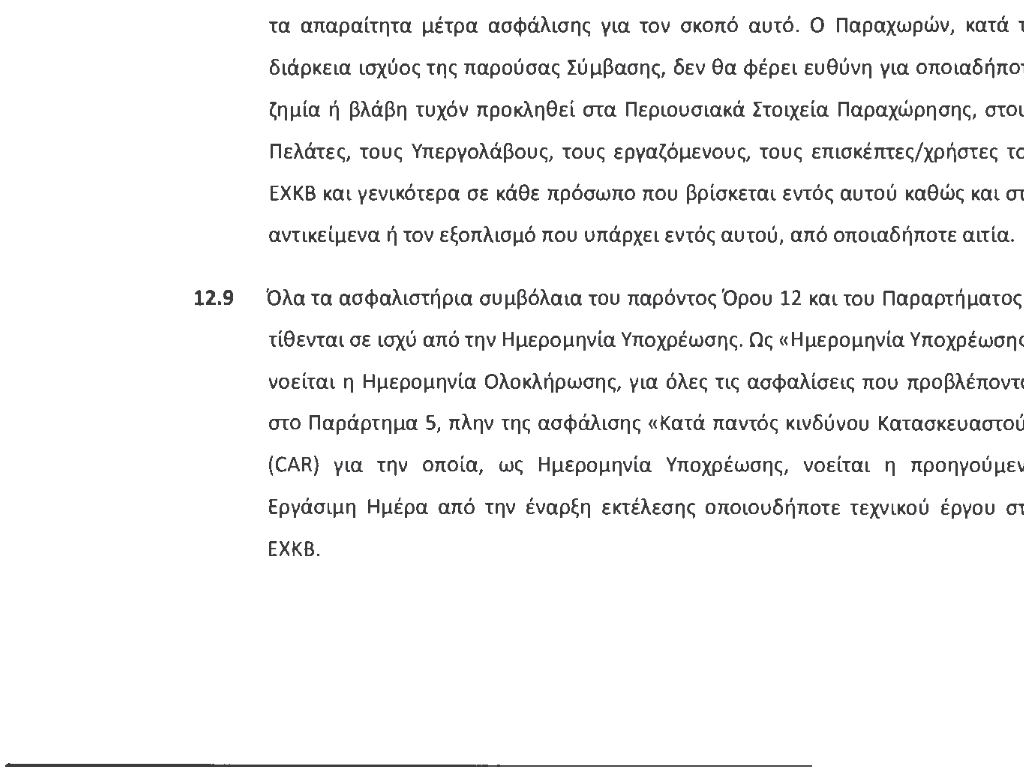 τα απαραίτητα μέτρα ασφάλισης για τον σκοπό αυτό. Ο Παραχωρών, κατά τ
διάρκεια ισχύος της παρούσας Σύμβασης, δεν θα φέρει ευθύνη για οποιαδήποτ
ζημία ή βλάβη τυχόν προκληθεί στα Περιουσιακά Στοιχεία Παραχώρησης, στου
Πελάτες, τους Υπεργολάβους, τους εργαζόμενους, τους επισκέπτες/χρήστες το
ΕΧΚΒ και γενικότερα σε κάθε πρόσωπο που βρίσκεται εντός αυτού καθώς και στ
αντικείμενα ή τον εξοπλισμό που υπάρχει εντός αυτού, από οποιαδήποτε αιτία.
12.9 Όλα τα ασφαλιστήρια συμβόλαια του παρόντος Όρου 12 και του Παραρτήματος
τίθενται σε ισχύ από την Ημερομηνία Υποχρέωσης. Ως «Ημερομηνία Υποχρέωσης
νοείται η Ημερομηνία Ολοκλήρωσης, για όλες τις ασφαλίσεις που προβλέποντα
στο Παράρτημα 5, πλην της ασφάλισης «Κατά παντός κινδύνου Κατασκευαστού
(CAR) για την οποία, ως Ημερομηνία Υποχρέωσης, νοείται η προηγούμεν
Εργάσιμη Ημέρα από την έναρξη εκτέλεσης οποιουδήποτε τεχνικού έργου στ
ΕΧΚΒ.